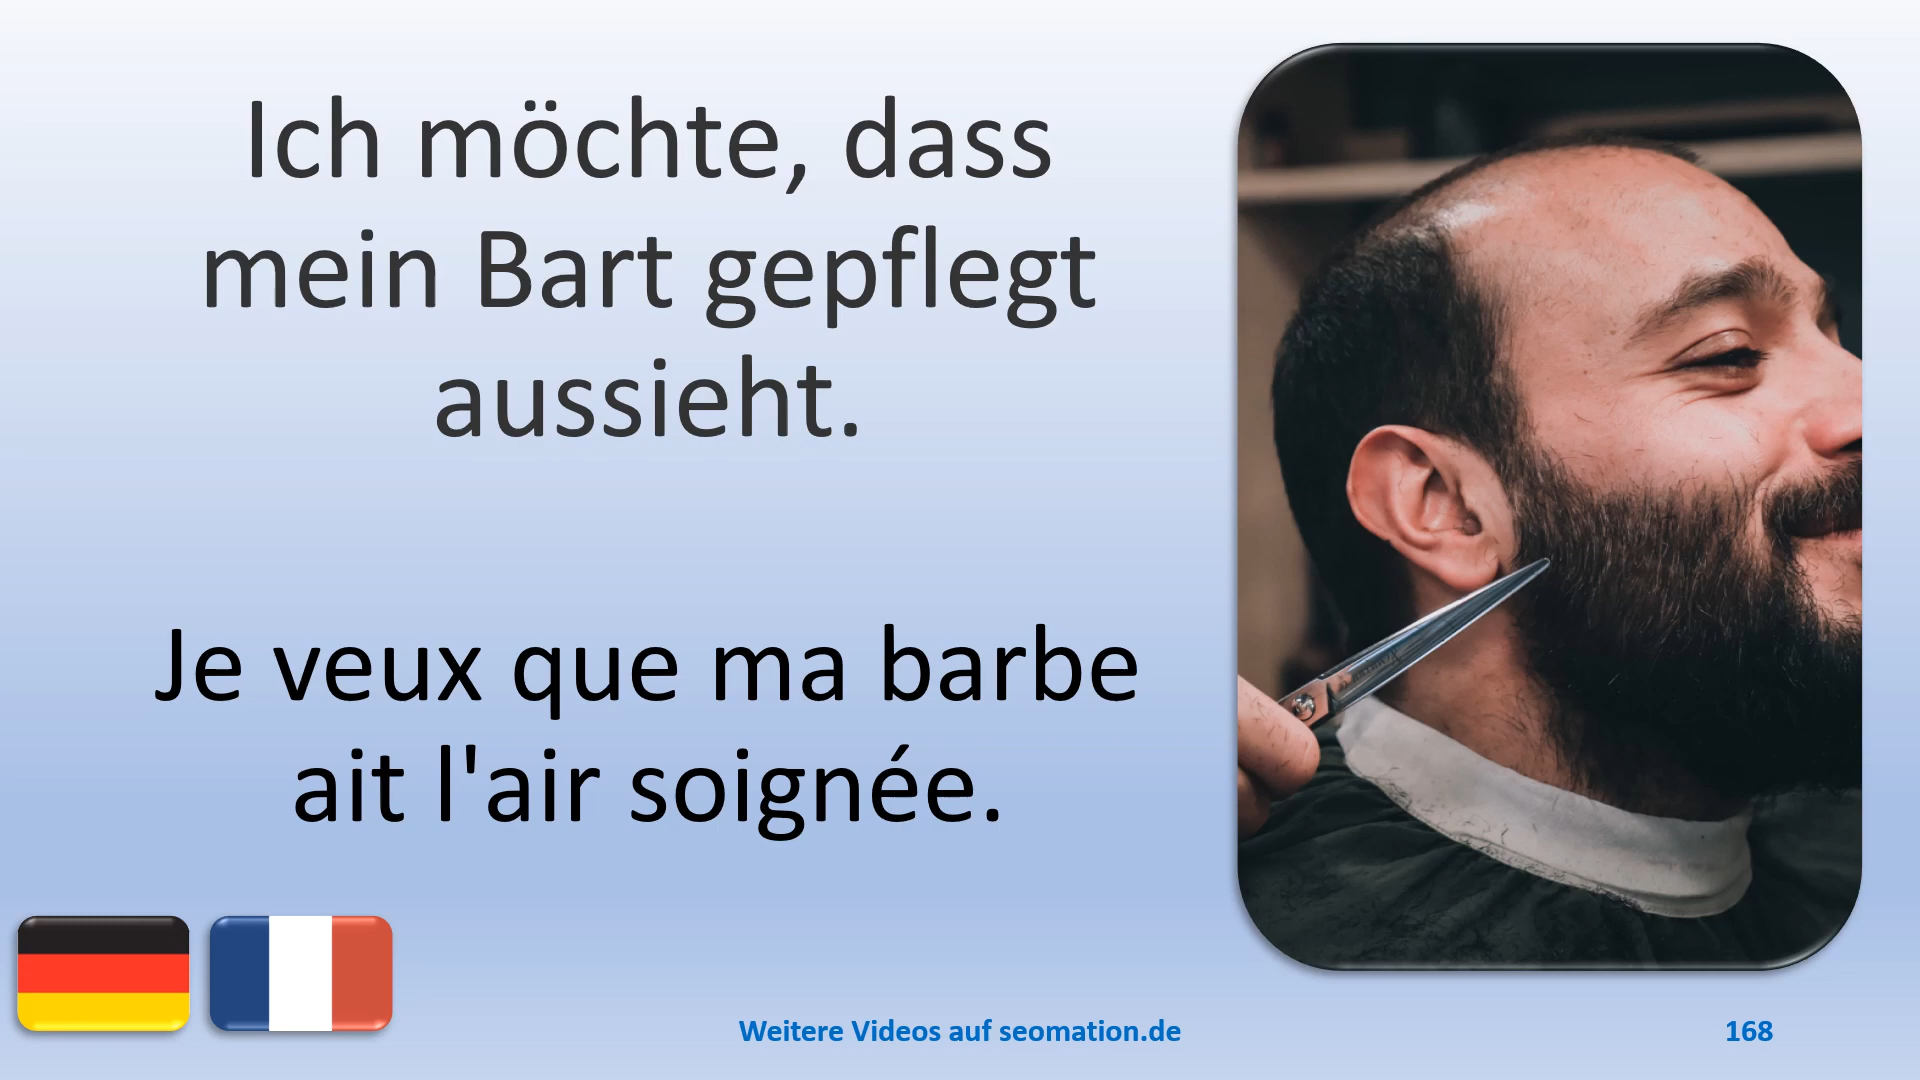 Ich möchte, dass
mein Bart gepflegt
aussieht.
Je veux que ma barbe
ait l'air soignée.
Weitere Videos auf seomation.de
168